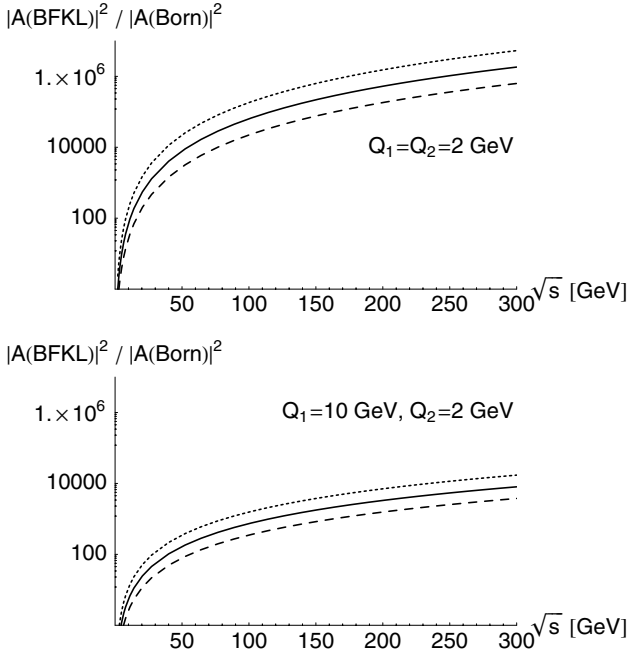 |A(BFKL)|² / |A(Born)|²
1.×10⁶
10000
100
Q₁=Q₂=2 GeV
50 100 150 200 250 300 √s [GeV]
|A(BFKL)|² / |A(Born)|²
1.×10⁶
Q₁=10 GeV, Q₂=2 GeV
10000
100
50 100 150 200 250 300 √s [GeV]